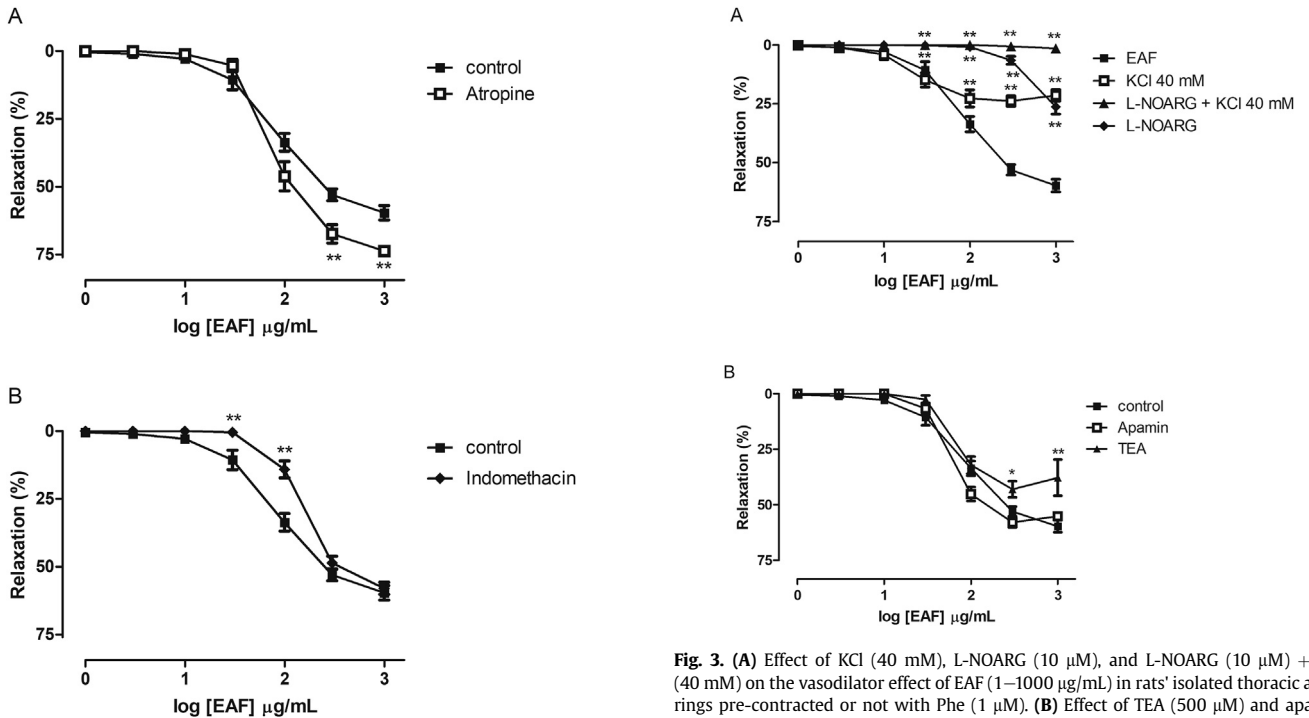 A
0
25
50
75
Relaxation (%)
control
Atropine
** **
0 1 2 3
log [EAF] μg/mL
B
0
25
50
75
Relaxation (%)
**
**
control
Indomethacin
0 1 2 3
log [EAF] μg/mL
A
0
25
50
75
Relaxation (%)
** ** ** **
** ** ** **
** **
**
EAF
KCl 40 mM
L-NOARG + KCl 40 mM
L-NOARG
0 1 2 3
log [EAF] μg/mL
B
0
25
50
75
Relaxation (%)
* **
control
Apamin
TEA
0 1 2 3
log [EAF] μg/mL
Fig. 3. (A) Effect of KCl (40 mM), L-NOARG (10 μM), and L-NOARG (10 μM) +
(40 mM) on the vasodilator effect of EAF (1–1000 μg/mL) in rats' isolated thoracic a
rings pre-contracted or not with Phe (1 μM). (B) Effect of TEA (500 μM) and apa